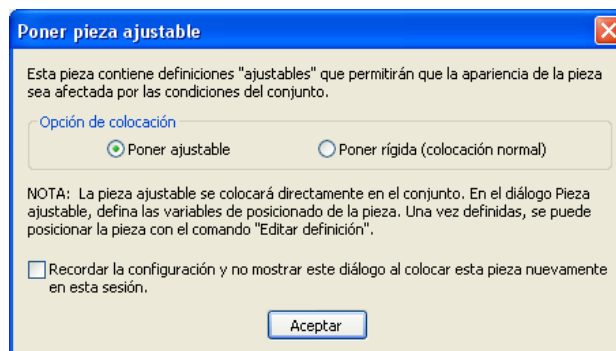 Poner pieza ajustable
Esta pieza contiene definiciones "ajustables" que permitirán que la apariencia de la pieza
sea afectada por las condiciones del conjunto.
Opción de colocación
Poner ajustable
Poner rígida (colocación normal)
NOTA: La pieza ajustable se colocará directamente en el conjunto. En el diálogo Pieza
ajustable, defina las variables de posicionado de la pieza. Una vez definidas, se puede
posicionar la pieza con el comando "Editar definición".
Recordar la configuración y no mostrar este diálogo al colocar esta pieza nuevamente
en esta sesión.
Aceptar